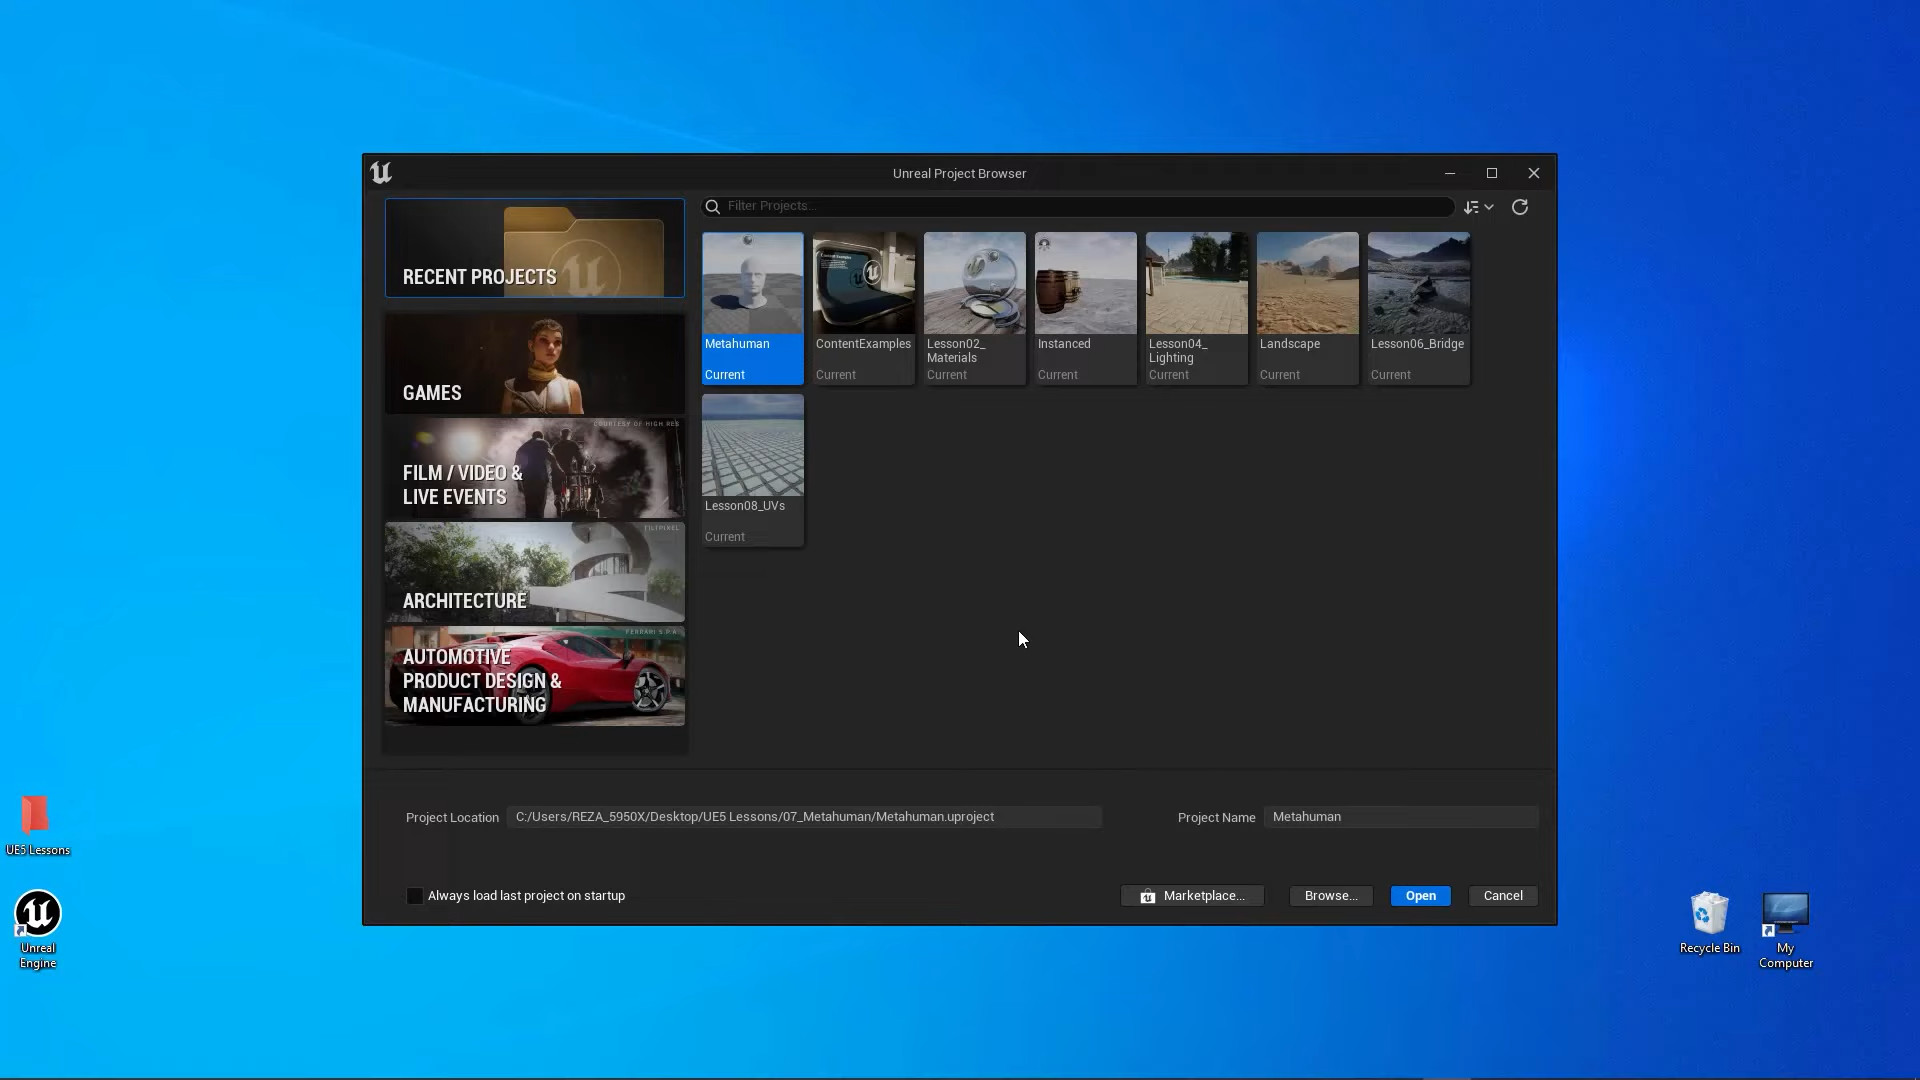 Unreal Project Browser
Filter Projects...
RECENT PROJECTS
GAMES
COURTESY OF HIGH RES
FILM / VIDEO &
LIVE EVENTS
TILTPIXEL
ARCHITECTURE
FERRARI S.P.A.
AUTOMOTIVE
PRODUCT DESIGN &
MANUFACTURING
Metahuman
Current
ContentExamples
Current
Lesson02_
Materials
Current
Instanced
Current
Lesson04_
Lighting
Current
Landscape
Current
Lesson06_Bridge
Current
Lesson08_UVs
Current
Project Location
C:/Users/REZA_5950X/Desktop/UE5 Lessons/07_Metahuman/Metahuman.uproject
Project Name
Metahuman
Always load last project on startup
Marketplace...
Browse...
Open
Cancel
UE5 Lessons
Unreal
Engine
Recycle Bin
My
Computer